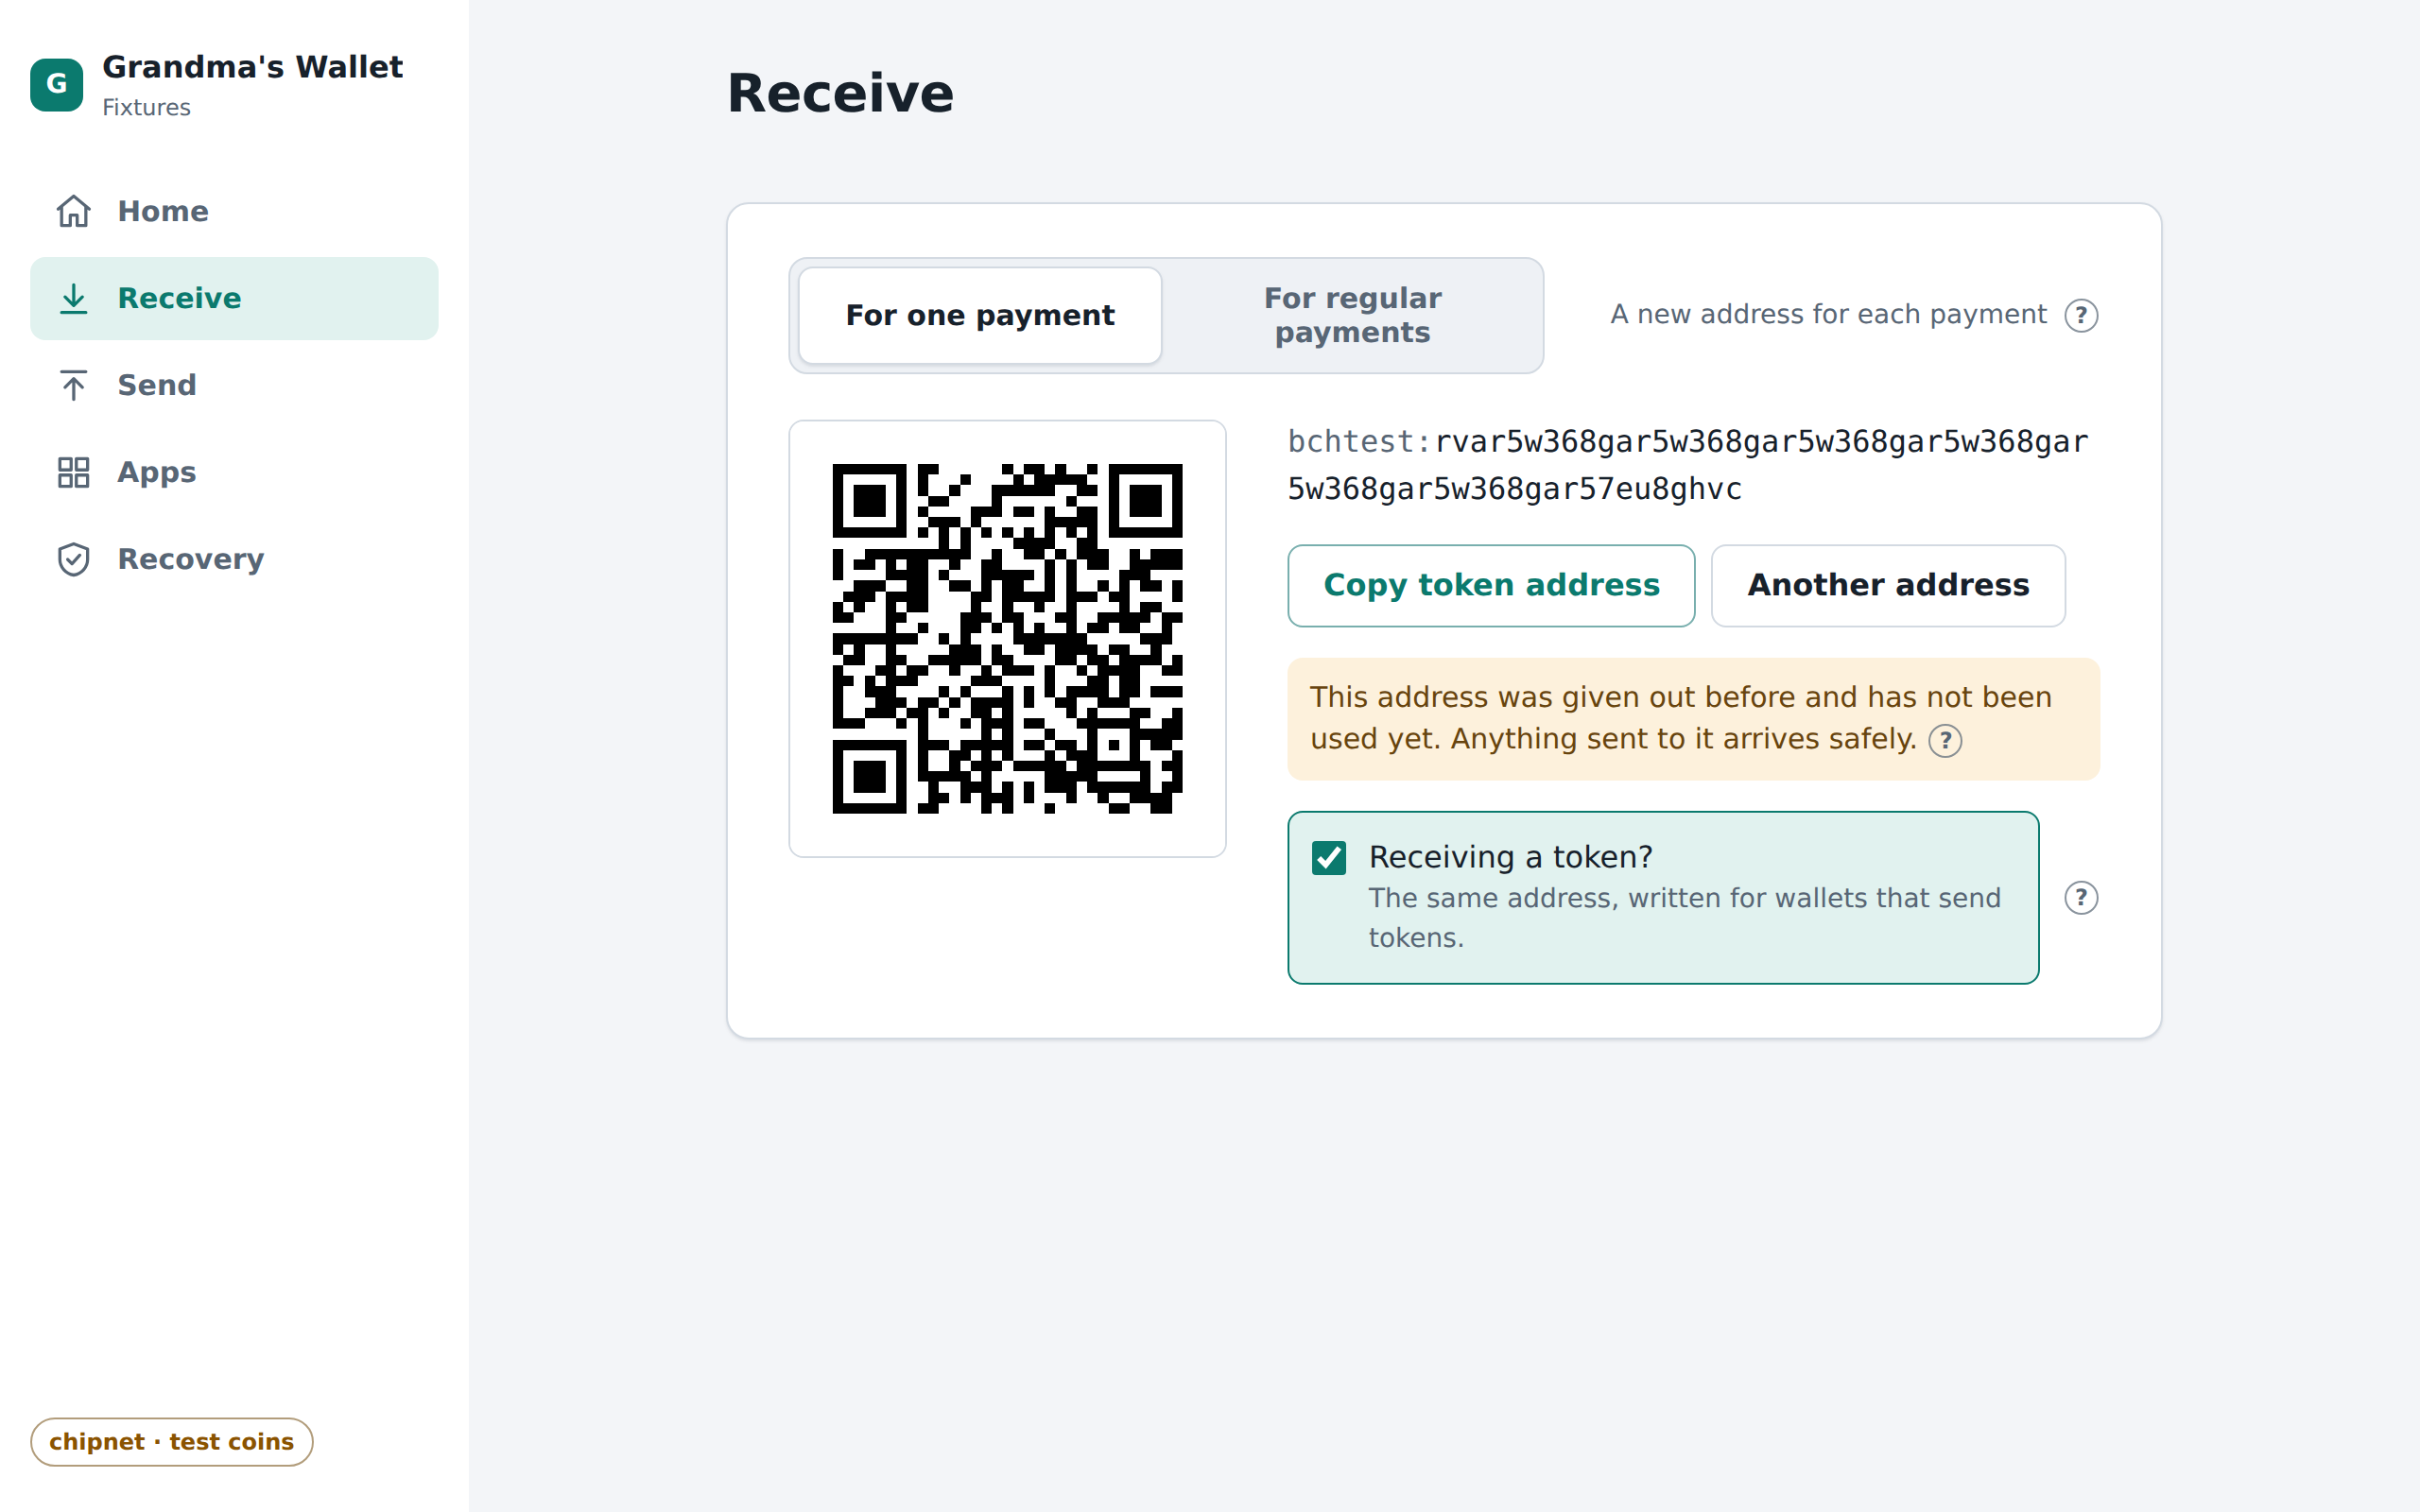 G
Grandma's Wallet
Fixtures
Home
Receive
Send
Apps
Recovery
chipnet · test coins
Receive
For one payment
For regular
payments
A new address for each payment ?
bchtest:rvar5w368gar5w368gar5w368gar5w368gar
5w368gar5w368gar57eu8ghvc
Copy token address
Another address
This address was given out before and has not been
used yet. Anything sent to it arrives safely. ?
Receiving a token?
The same address, written for wallets that send
tokens.
?